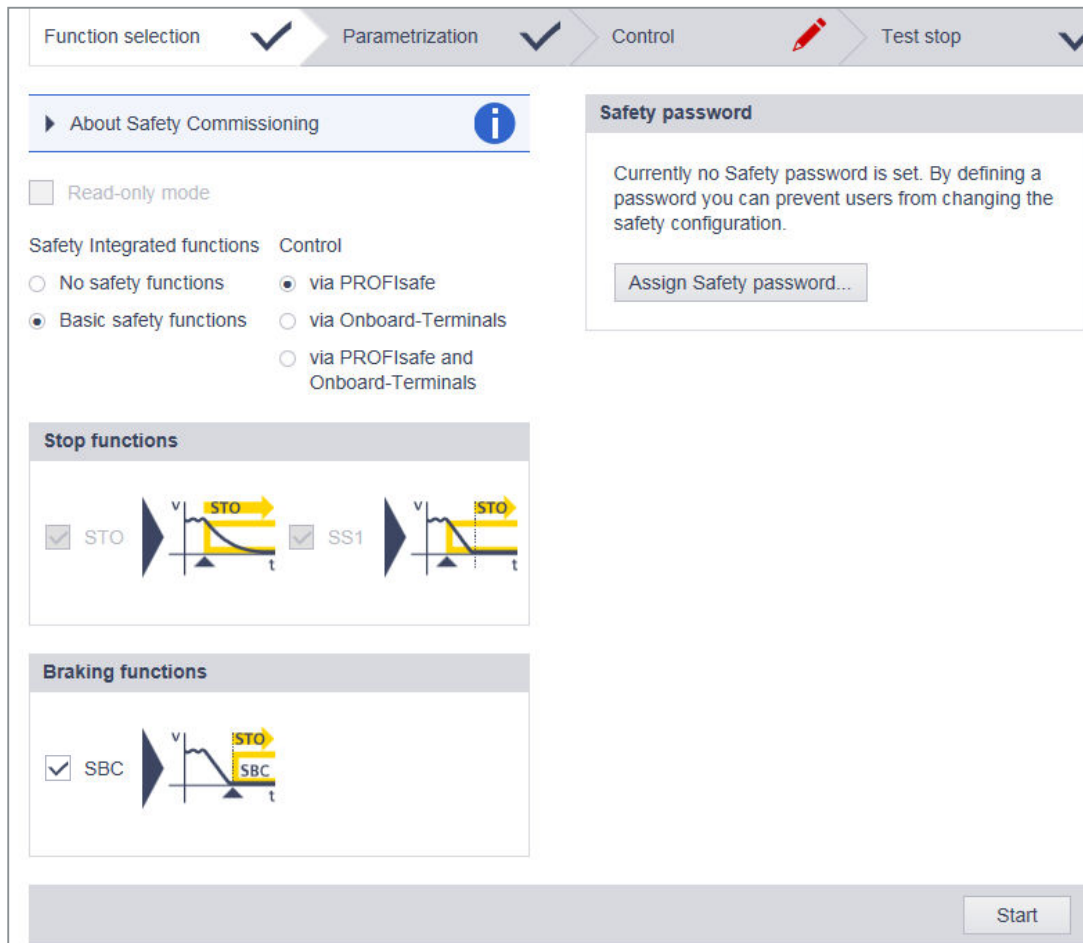 Function selection
Parametrization
Control
Test stop
About Safety Commissioning
i
Read-only mode
Safety Integrated functions
No safety functions
Basic safety functions
Control
via PROFIsafe
via Onboard-Terminals
via PROFIsafe and
Onboard-Terminals
Stop functions
STO
v
STO
t
SS1
v
STO
t
Braking functions
SBC
v
STO
SBC
t
Safety password
Currently no Safety password is set. By defining a
password you can prevent users from changing the
safety configuration.
Assign Safety password...
Start